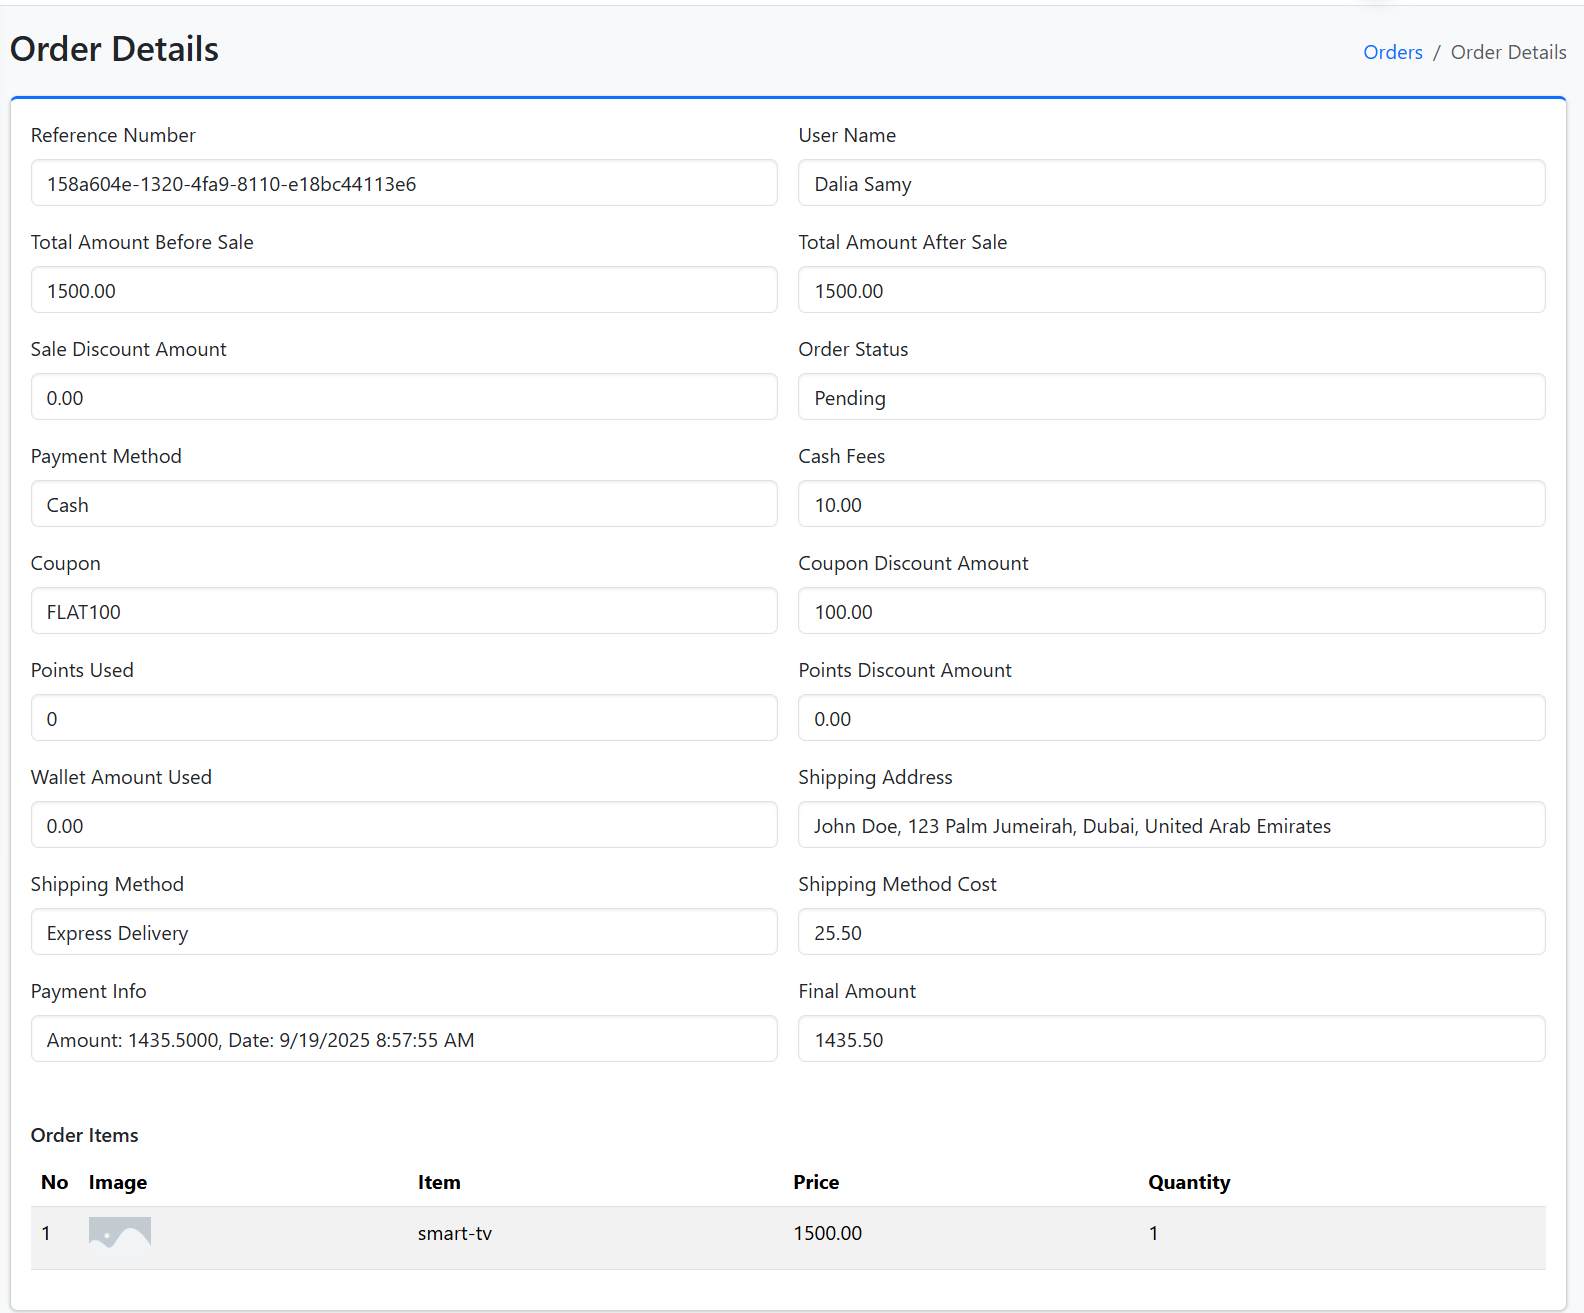 Order Details
Orders / Order Details
Reference Number
User Name
158a604e-1320-4fa9-8110-e18bc44113e6
Dalia Samy
Total Amount Before Sale
Total Amount After Sale
1500.00
1500.00
Sale Discount Amount
Order Status
0.00
Pending
Payment Method
Cash Fees
Cash
10.00
Coupon
Coupon Discount Amount
FLAT100
100.00
Points Used
Points Discount Amount
0
0.00
Wallet Amount Used
Shipping Address
0.00
John Doe, 123 Palm Jumeirah, Dubai, United Arab Emirates
Shipping Method
Shipping Method Cost
Express Delivery
25.50
Payment Info
Final Amount
Amount: 1435.5000, Date: 9/19/2025 8:57:55 AM
1435.50
Order Items
No Image Item Price Quantity
1 smart-tv 1500.00 1